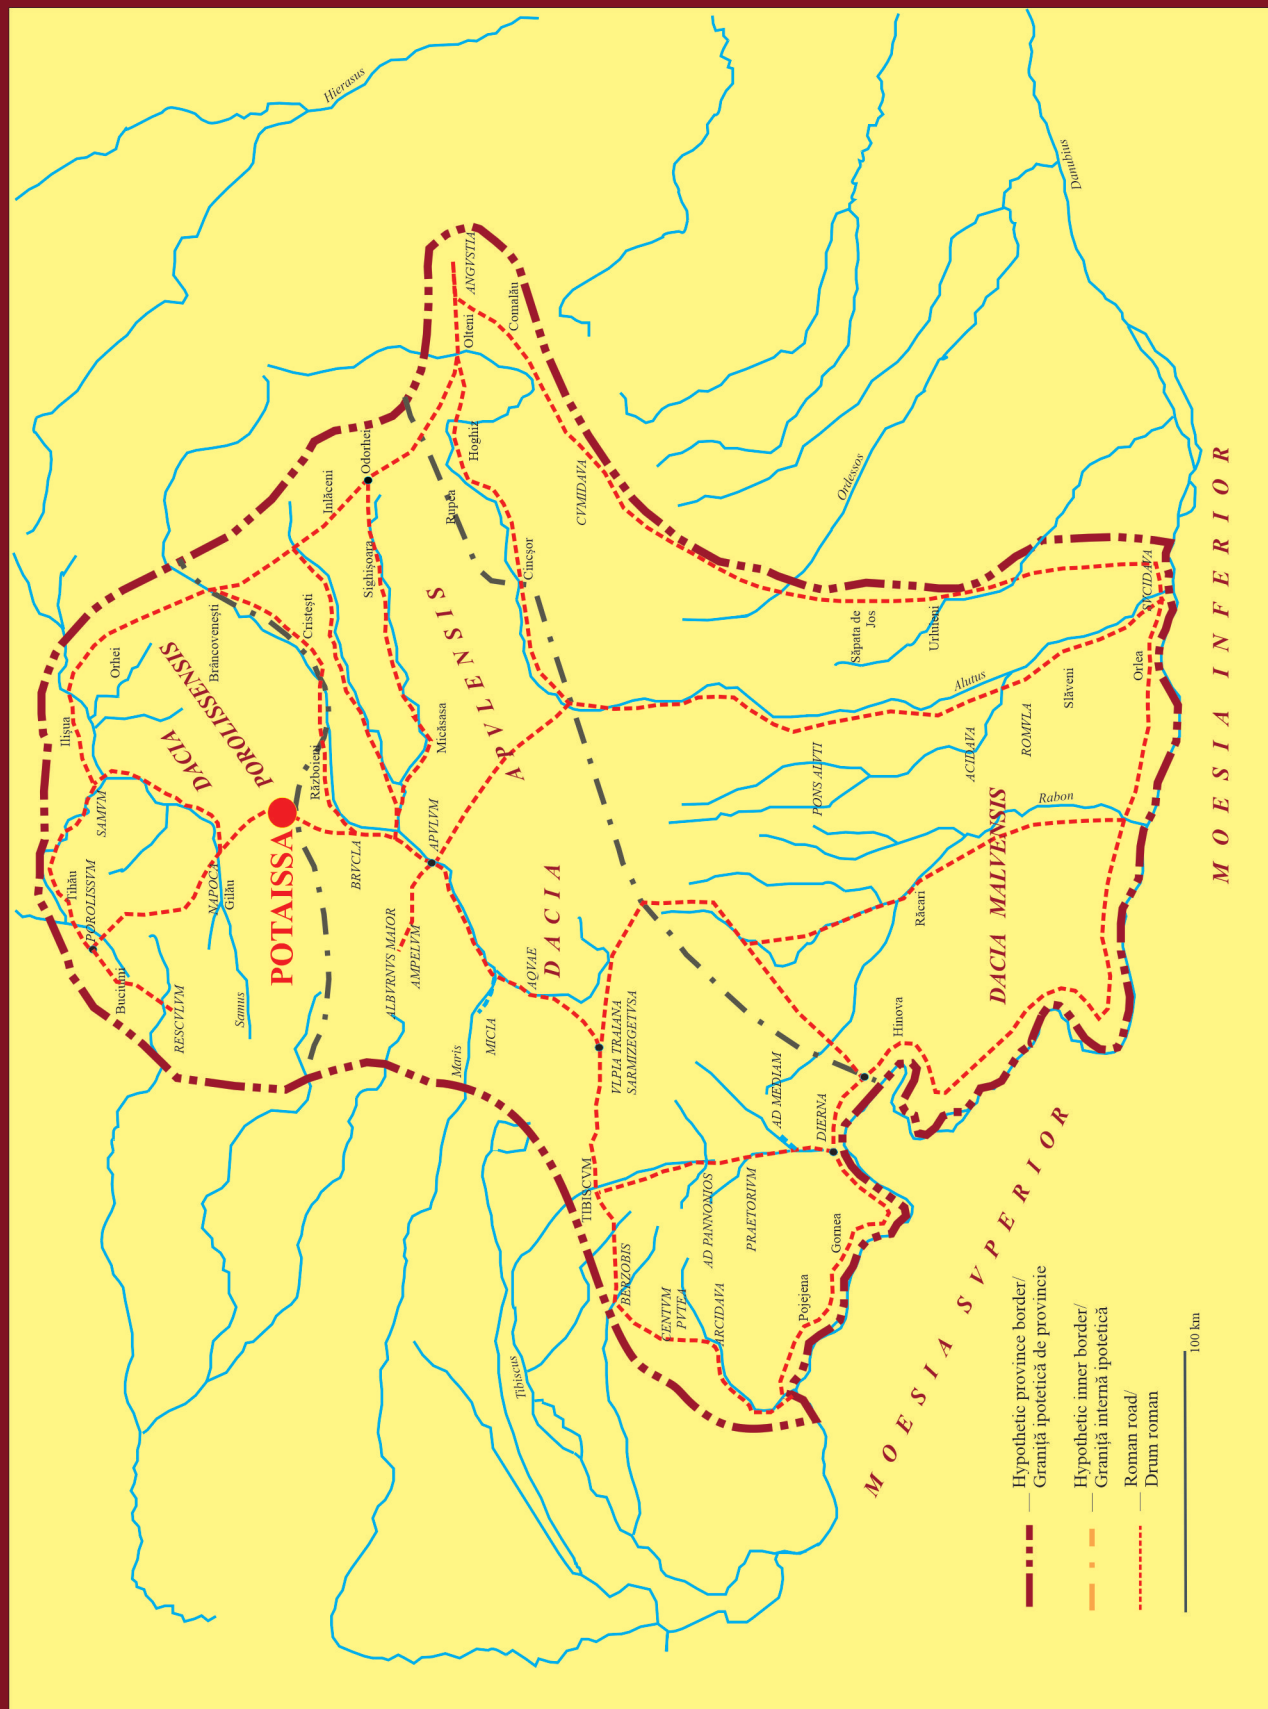 Hierasus
Danubius
ANGVSTIA
Olteni
Comalău
Odorhei
Hoghiz
Inlăceni
Rupea
CVMIDAVA
Ordessos
Sighișoara
Cincșor
Cristești
Brâncovenești
Orhei
Ilișua
DACIA
POROLISSENSIS
Războieni
Micăsasa
SAMVM
Tihău
POROLISSVM
Buciumi
NAPOCA
Gilău
POTAISSA
BRVCLA
APVLVM
DACIA
APVLENSIS
RESCVLVM
Samus
ALBVRNVS MAIOR
AMPELVM
Maris
MICIA
AQVAE
VLPIA TRAIANA
SARMIZEGETVSA
Săpata de
Jos
Urluieni
SVCIDAVA
Alutus
Slăveni
Orlea
ACIDAVA
ROMVLA
PONS ALVTI
Rabon
Răcari
DACIA MALVENSIS
Hinova
AD MEDIAM
DIERNA
TIBISCVM
AD PANNONIOS
PRAETORIVM
Gornea
Pojejena
BERZOBIS
CENTVM
PVTEA
ARCIDAVA
Tibiscus
MOESIA INFERIOR
MOESIA SVPERIOR
Hypothetic province border/
Graniță ipotetică de provincie
Hypothetic inner border/
Graniță internă ipotetică
Roman road/
Drum roman
100 km